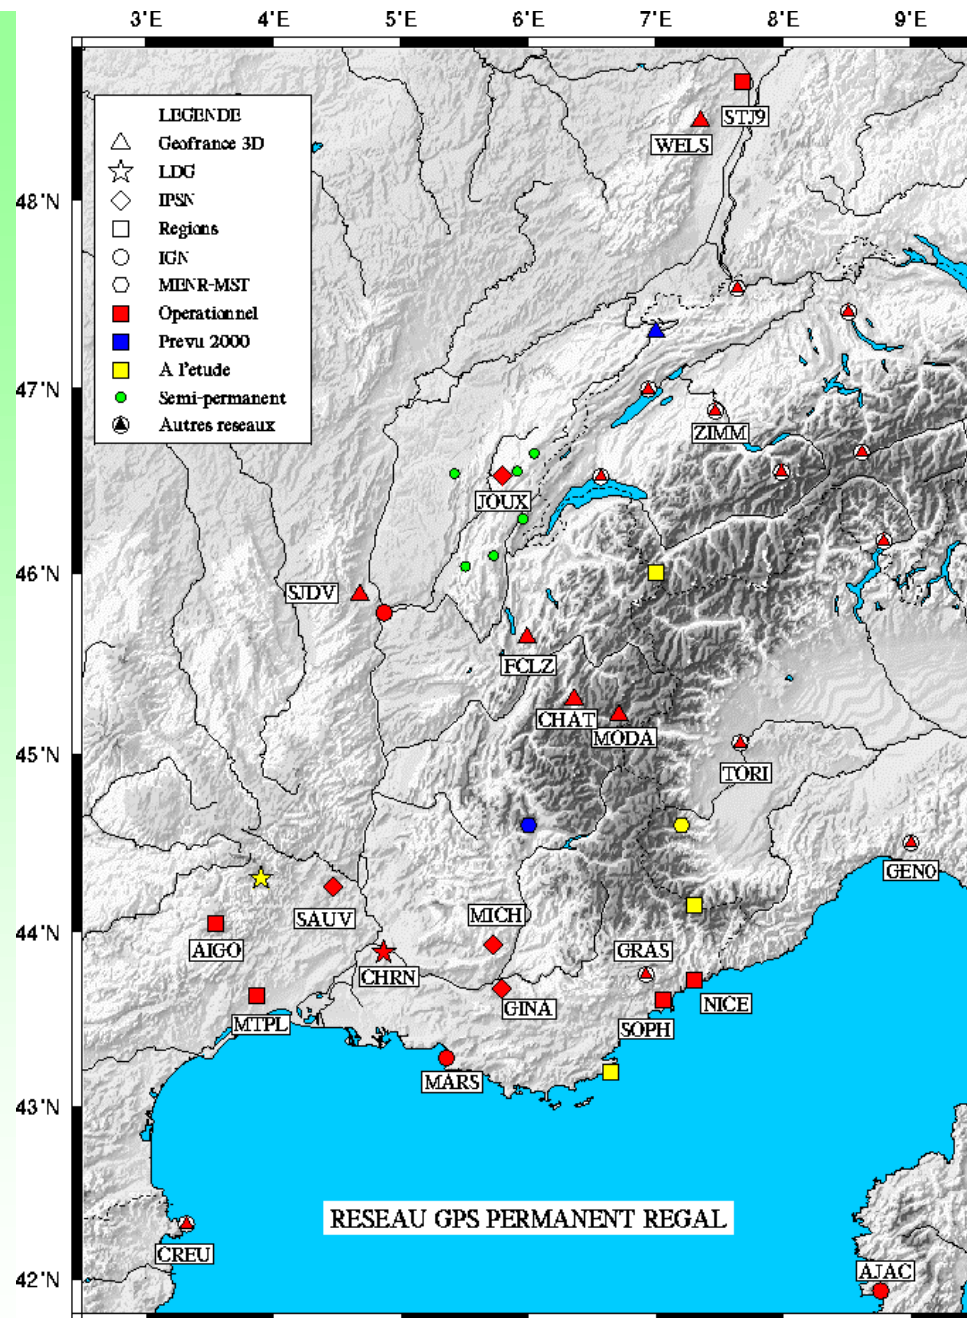 3˚E 4˚E 5˚E 6˚E 7˚E 8˚E 9˚E
LEGENDE
Geofrance 3D
LDG
IPSN
Regions
IGN
MENR-MST
Operationnel
Prevu 2000
A l'etude
Semi-permanent
Autres reseaux
STJ9
WELS
48˚N
47˚N
ZIMM
JOUX
46˚N
SJDV
FCLZ
CHAT
MODA
45˚N
TORI
GENO
SAUV
MICH
44˚N
AIGO
GRAS
CHRN
NICE
GINA
MTPL
SOPH
MARS
43˚N
RESEAU GPS PERMANENT REGAL
CREU
AJAC
42˚N